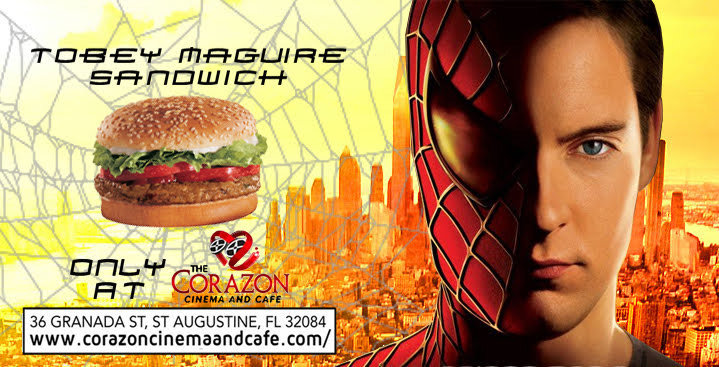 TOBEY MAGUIRE
SANDWICH
ONLY
AT
THE
CORAZON
CINEMA AND CAFE
36 GRANADA ST, ST AUGUSTINE, FL 32084
www.corazoncinemaandcafe.com/